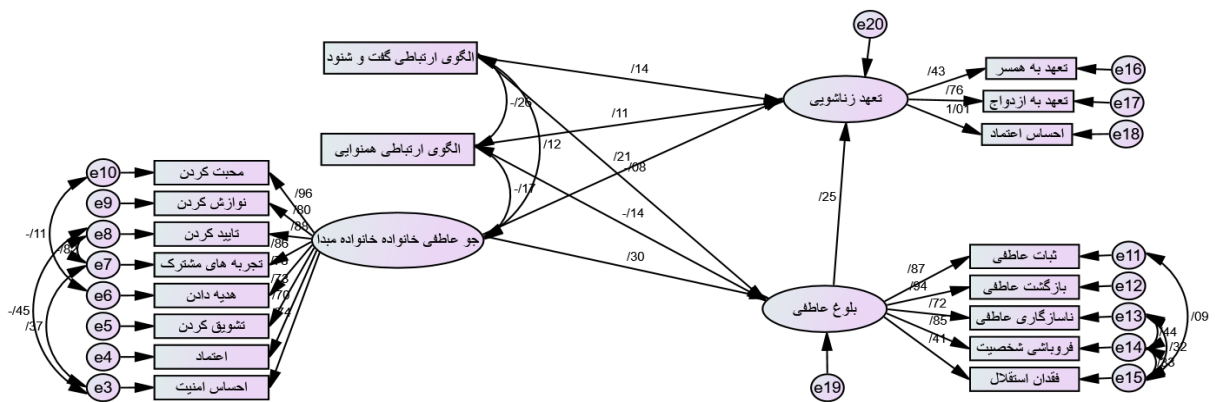 e20
الگوی ارتباطی گفت و شنود
/14
/43
تعهد به همسر
e16
تعهد زناشویی
/76
تعهد به ازدواج
e17
-/26
/11
1/01
احساس اعتماد
e18
/12
الگوی ارتباطی همنوایی
/21
-/08
e10
محبت کردن
/96
-/17
/25
e9
نوازش کردن
/80
-/14
-/11
e8
تایید کردن
/88
جو عاطفی خانواده خانواده مبدا
/86
e7
تجربه های مشترک
/30
/87
ثبات عاطفی
e11
/73
/94
بازگشت عاطفی
e12
e6
هدیه دادن
/70
بلوغ عاطفی
/72
ناسازگاری عاطفی
e13
/09
-/45
/37
e5
تشویق کردن
/74
/85
فروپاشی شخصیت
e14
/44
/32
e4
اعتماد
/41
فقدان استقلال
e15
e3
احساس امنیت
e19